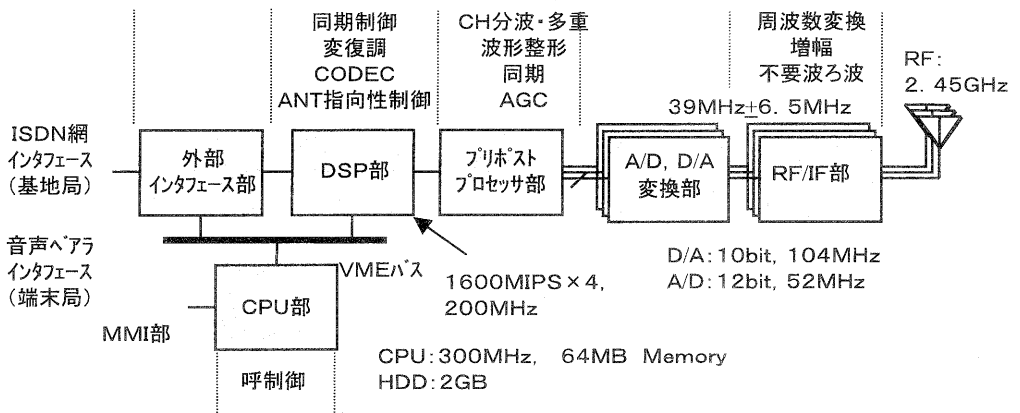 同期制御
変復調
CODEC
ANT指向性制御
CH分波・多重
波形整形
同期
AGC
周波数変換
増幅
不要波ろ波
RF:
2. 45GHz
39MHz±6. 5MHz
ISDN網
インタフェース
(基地局)
外部
インタフェース部
DSP部
プリポスト
プロセッサ部
A/D, D/A
変換部
RF/IF部
音声ベアラ
インタフェース
(端末局)
VMEバス
CPU部
MMI部
呼制御
1600MIPS×4,
200MHz
D/A:10bit, 104MHz
A/D:12bit, 52MHz
CPU:300MHz, 64MB Memory
HDD:2GB